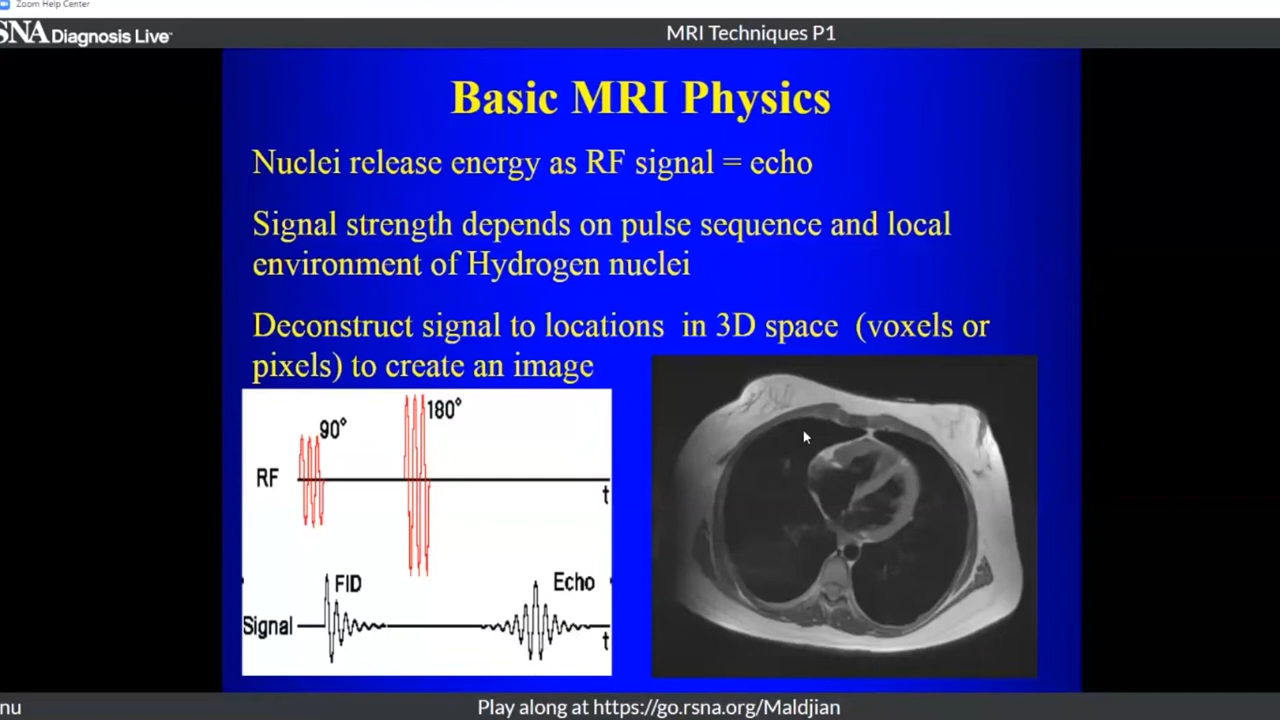 Zoom Help Center
SNA Diagnosis Live™
MRI Techniques P1
Basic MRI Physics
Nuclei release energy as RF signal = echo
Signal strength depends on pulse sequence and local
environment of Hydrogen nuclei
Deconstruct signal to locations in 3D space (voxels or
pixels) to create an image
90°
180°
RF
t
FID
Echo
Signal
t
nu
Play along at https://go.rsna.org/Maldjian